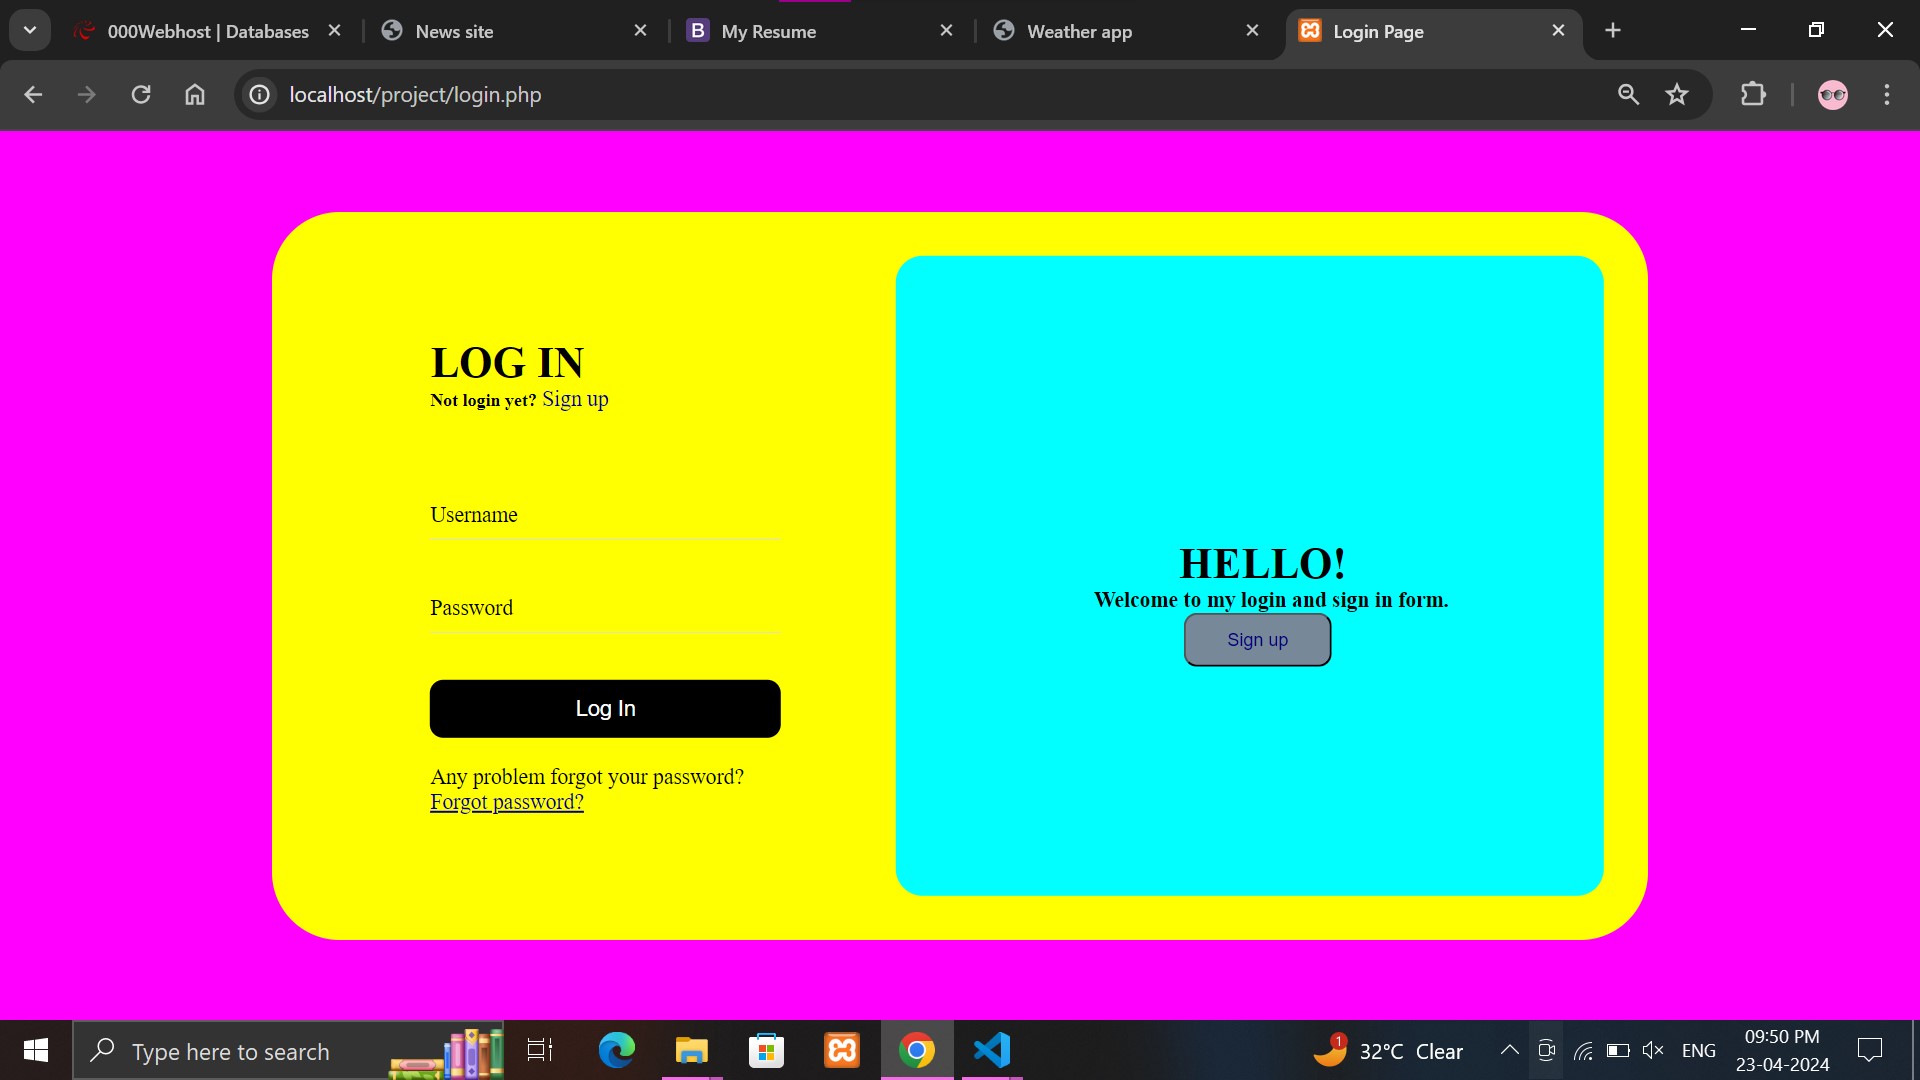 000Webhost | Databases
News site
B
My Resume
Weather app
Login Page
localhost/project/login.php
LOG IN
Not login yet? Sign up
Username
Password
Log In
Any problem forgot your password?
Forgot password?
HELLO!
Welcome to my login and sign in form.
Sign up
Type here to search
1
32°C Clear
ENG
09:50 PM
23-04-2024